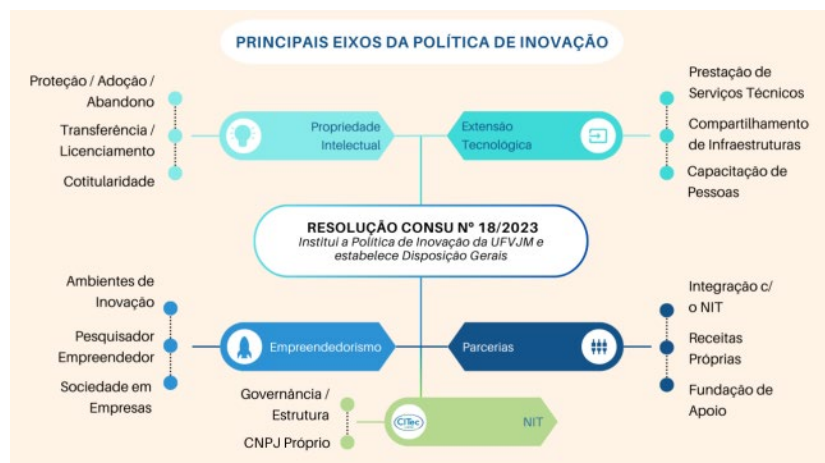 PRINCIPAIS EIXOS DA POLÍTICA DE INOVAÇÃO
Proteção / Adoção /
Abandono
Transferência /
Licenciamento
Cotitularidade
Propriedade
Intelectual
Extensão
Tecnológica
Prestação de
Serviços Técnicos
Compartilhamento
de Infraestruturas
Capacitação de
Pessoas
RESOLUÇÃO CONSU Nº 18/2023
Institui a Política de Inovação da UFVJM e
estabelece Disposição Gerais
Ambientes de
Inovação
Pesquisador
Empreendedor
Sociedade em
Empresas
Empreendedorismo
Parcerias
Integração c/
o NIT
Receitas
Próprias
Fundação de
Apoio
Governância /
Estrutura
CNPJ Próprio
CITec
NIT